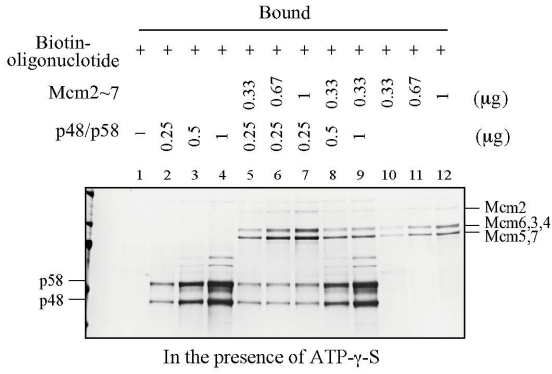 Bound
Biotin-
oligonuclotide + + + + + + + + + + + +
Mcm2~7 0.33 0.67 1 0.33 0.33 0.33 0.67 1 (µg)
p48/p58 − 0.25 0.5 1 0.25 0.25 0.25 0.5 1 (µg)
1 2 3 4 5 6 7 8 9 10 11 12
Mcm2
Mcm6,3,4
Mcm5,7
p58
p48
In the presence of ATP-γ-S